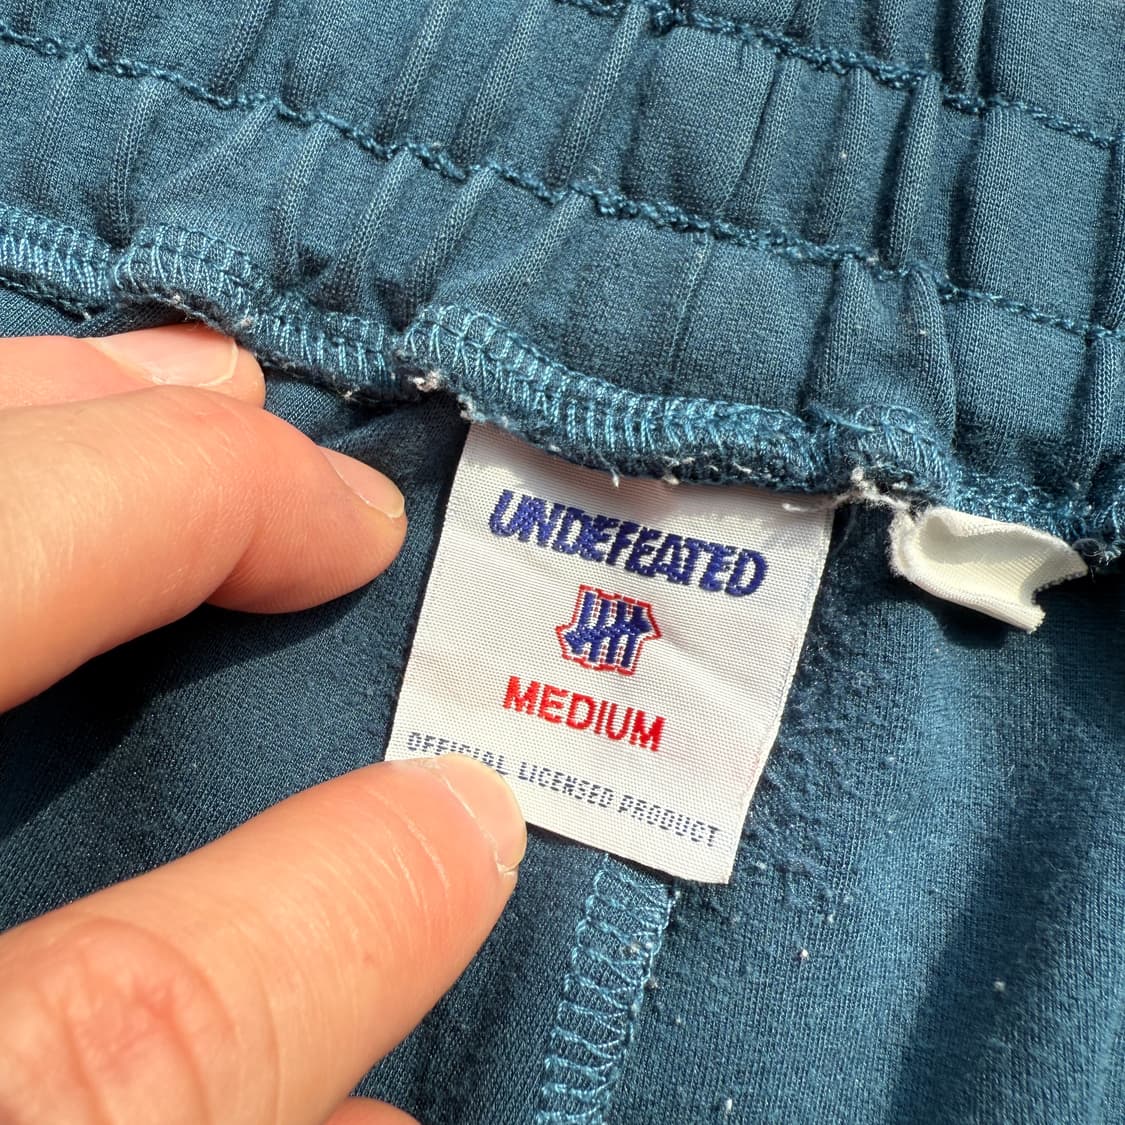 UNDEFEATED
MEDIUM
OFFICIAL LICENSED PRODUCT